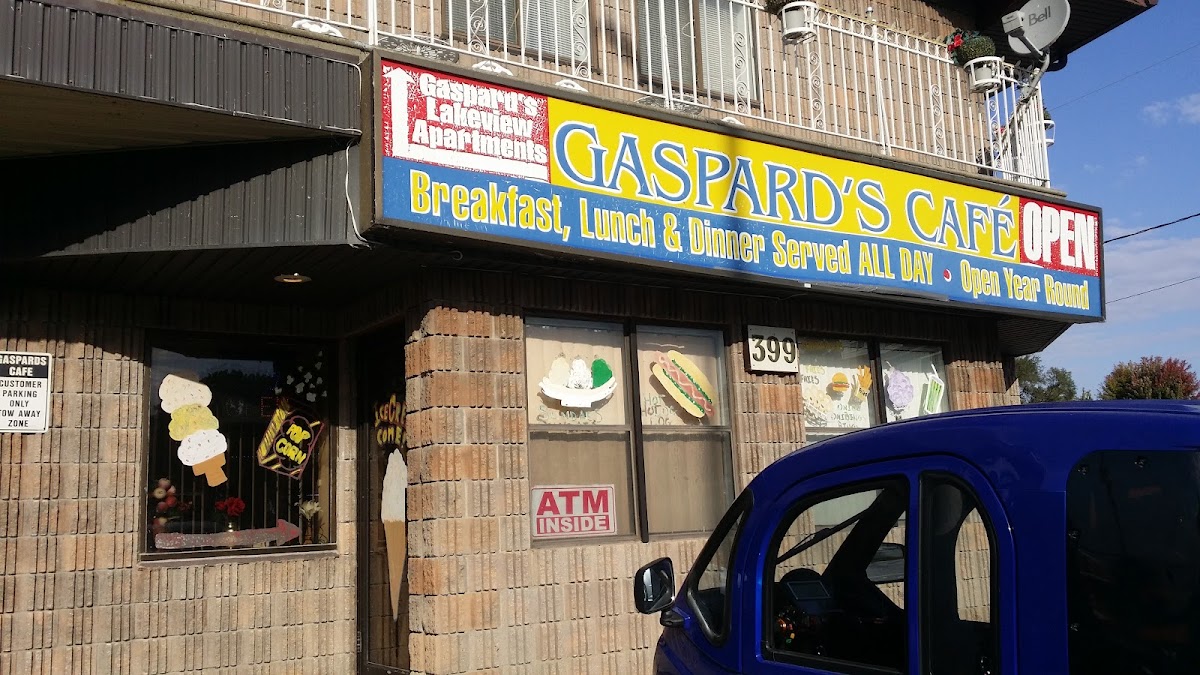 Bell
Gaspard's
Lakeview
Apartments
GASPARD'S CAFÉ
OPEN
Breakfast, Lunch & Dinner Served ALL DAY • Open Year Round
GASPARDS
CAFE
CUSTOMER
PARKING
ONLY
TOW AWAY
ZONE
POP
CORN
399
ATM
INSIDE